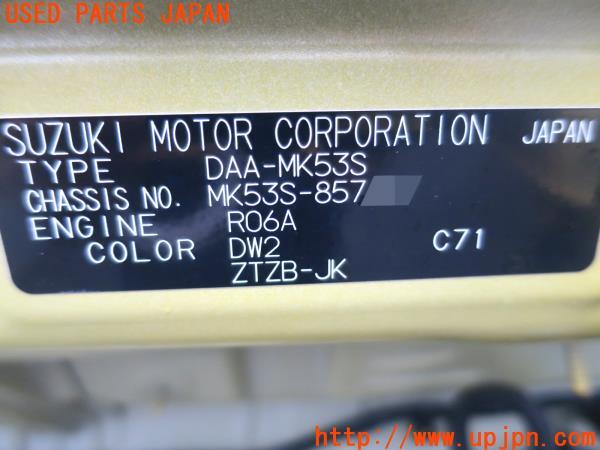 USED PARTS JAPAN
SUZUKI MOTOR CORPORATION JAPAN
TYPE DAA-MK53S
CHASSIS NO. MK53S-857
ENGINE R06A
COLOR DW2 C71
ZTZB-JK
UPJ http://www.upjpn.com/